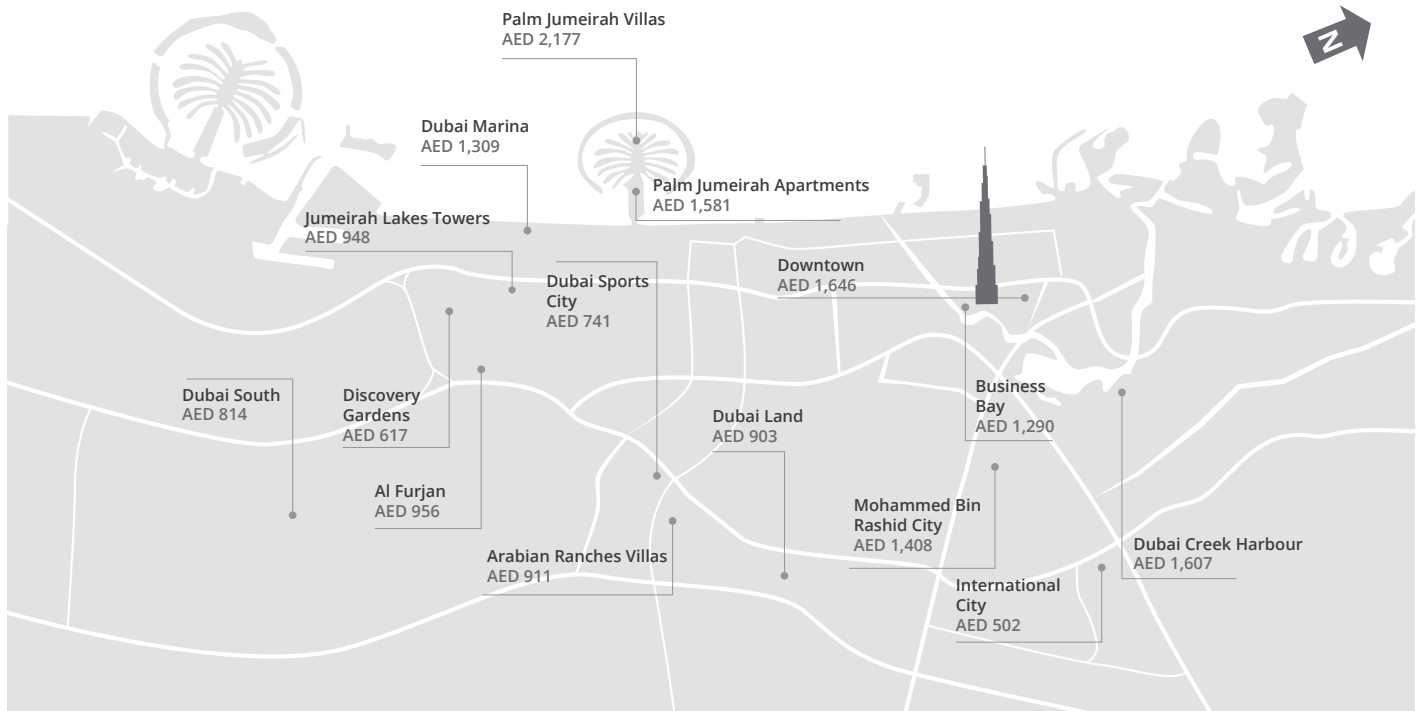 Palm Jumeirah Villas
AED 2,177
N
Dubai Marina
AED 1,309
Palm Jumeirah Apartments
AED 1,581
Jumeirah Lakes Towers
AED 948
Downtown
AED 1,646
Dubai Sports
City
AED 741
Dubai South
AED 814
Discovery
Gardens
AED 617
Business
Bay
AED 1,290
Dubai Land
AED 903
Al Furjan
AED 956
Mohammed Bin
Rashid City
AED 1,408
Dubai Creek Harbour
AED 1,607
Arabian Ranches Villas
AED 911
International
City
AED 502